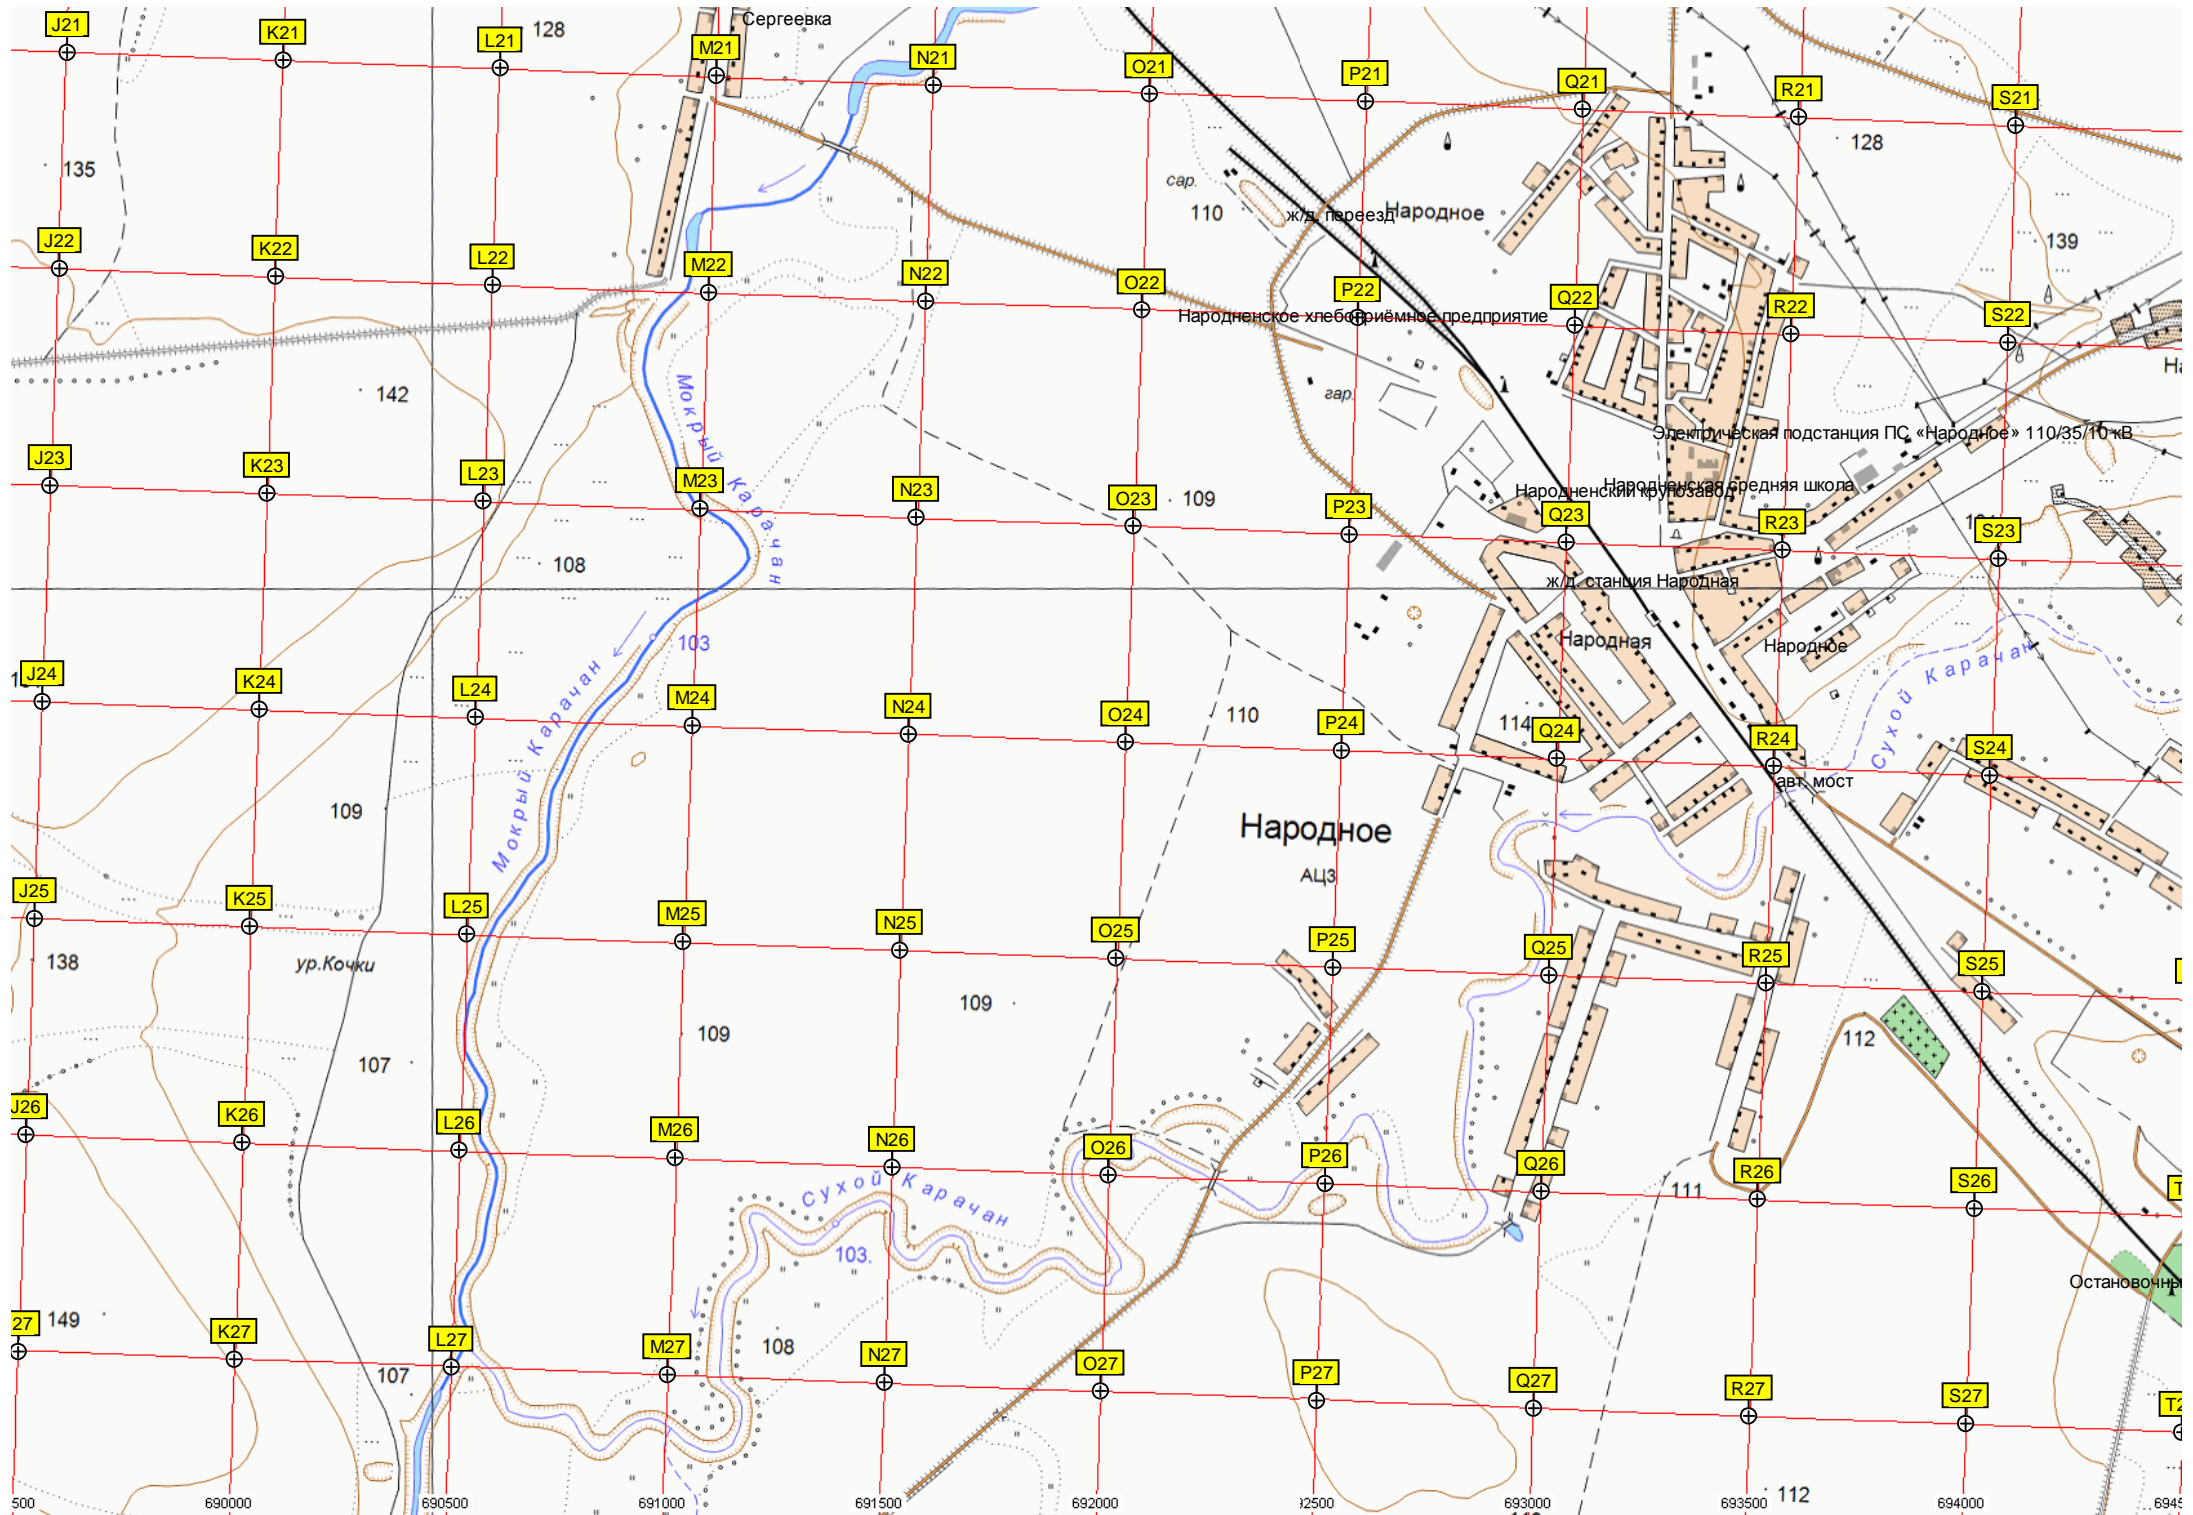 Сергеевка
J21
K21
L21
128
M21
N21
O21
P21
Q21
R21
S21
135
128
сар.
110
ж/д. переезд
Народное
139
J22
K22
L22
M22
N22
O22
P22
Q22
R22
S22
Народненское хлебоприёмное предприятие
142
гар.
Мокрый Карачан
Электрическая подстанция ПС «Народное» 110/35/10 кВ
Народненская средняя школа
Народненский крупозавод
J23
K23
L23
M23
N23
O23
109
P23
Q23
R23
S23
108
ж/д. станция Народная
103
Народная
Народное
Сухой Карачан
J24
K24
L24
M24
N24
O24
110
P24
114
Q24
R24
S24
авт. мост
Мокрый Карачан
109
Народное
АЦЗ
J25
K25
L25
M25
N25
O25
P25
Q25
R25
S25
138
ур.Кочки
109
109
107
112
J26
K26
L26
M26
N26
O26
P26
Q26
R26
S26
111
Сухой Карачан
103.
Остановочны
149
27
K27
L27
M27
108
N27
O27
P27
Q27
R27
S27
107
112
500
690000
690500
691000
691500
692000
693000
693500
694000